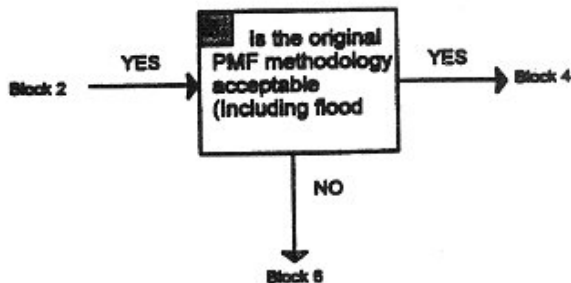 Is the original
YES
PMF methodology
YES
Block 2
acceptable
Block 4
(including flood
NO
Block 6